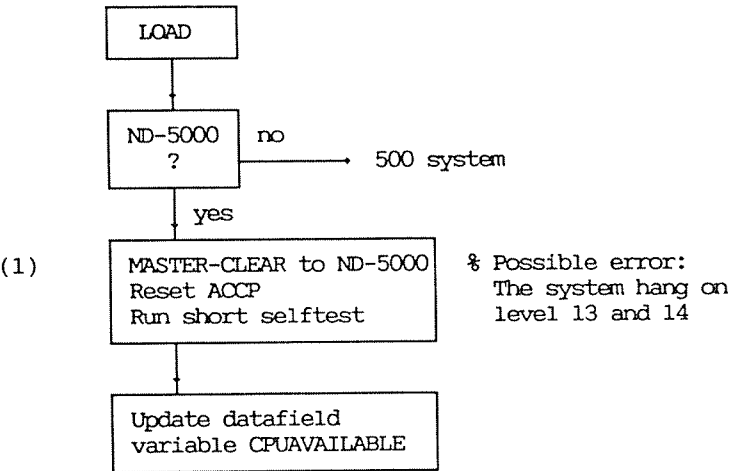 LOAD
ND-5000
?
no
500 system
yes
(1)
MASTER-CLEAR to ND-5000
Reset ACCP
Run short selftest
% Possible error:
The system hang on
level 13 and 14
Update datafield
variable CPUAVAILABLE